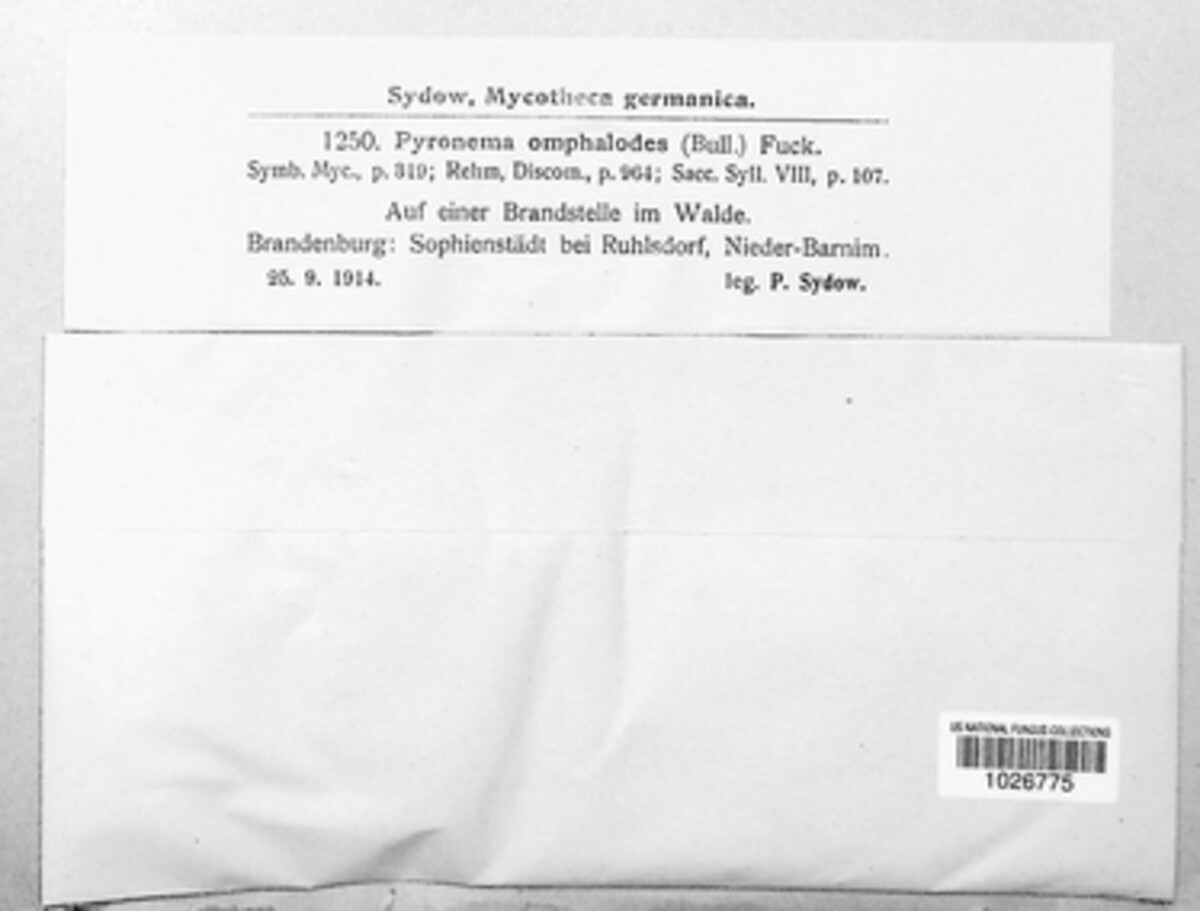 Sydow, Mycotheca germanica.
1250. Pyronema omphalodes (Bull.) Fuck.
Symb. Myc., p. 319; Rehm, Discom., p. 964; Sacc. Syll. VIII, p. 107.
Auf einer Brandstelle im Walde.
Brandenburg: Sophienstädt bei Ruhlsdorf, Nieder-Barnim.
25. 9. 1914. leg. P. Sydow.
US NATIONAL FUNGUS COLLECTIONS
1026775